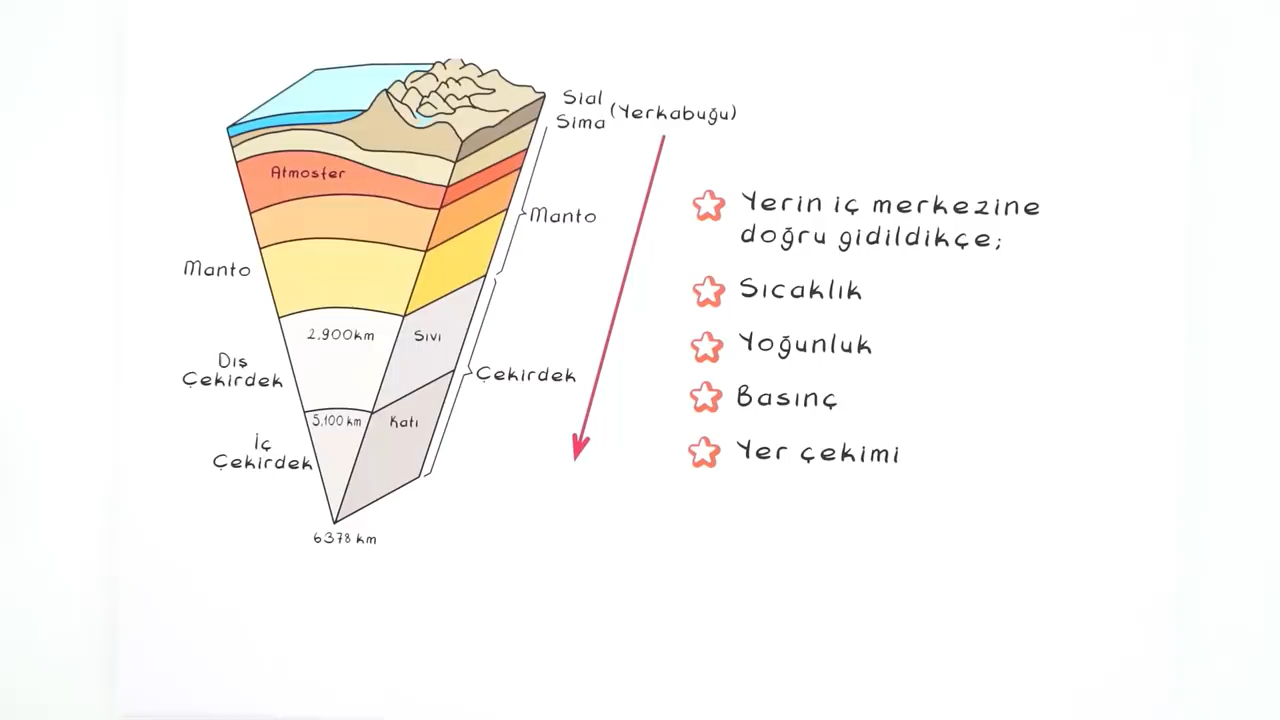 Sial
Sima (Yerkabuğu)
Atmosfer
Manto
Manto
2.900km
Sıvı
Dış
Çekirdek
Çekirdek
5.100 km
Katı
İç
Çekirdek
6378 km
Yerin iç merkezine
doğru gidildikçe;
Sıcaklık
Yoğunluk
Basınç
Yer çekimi